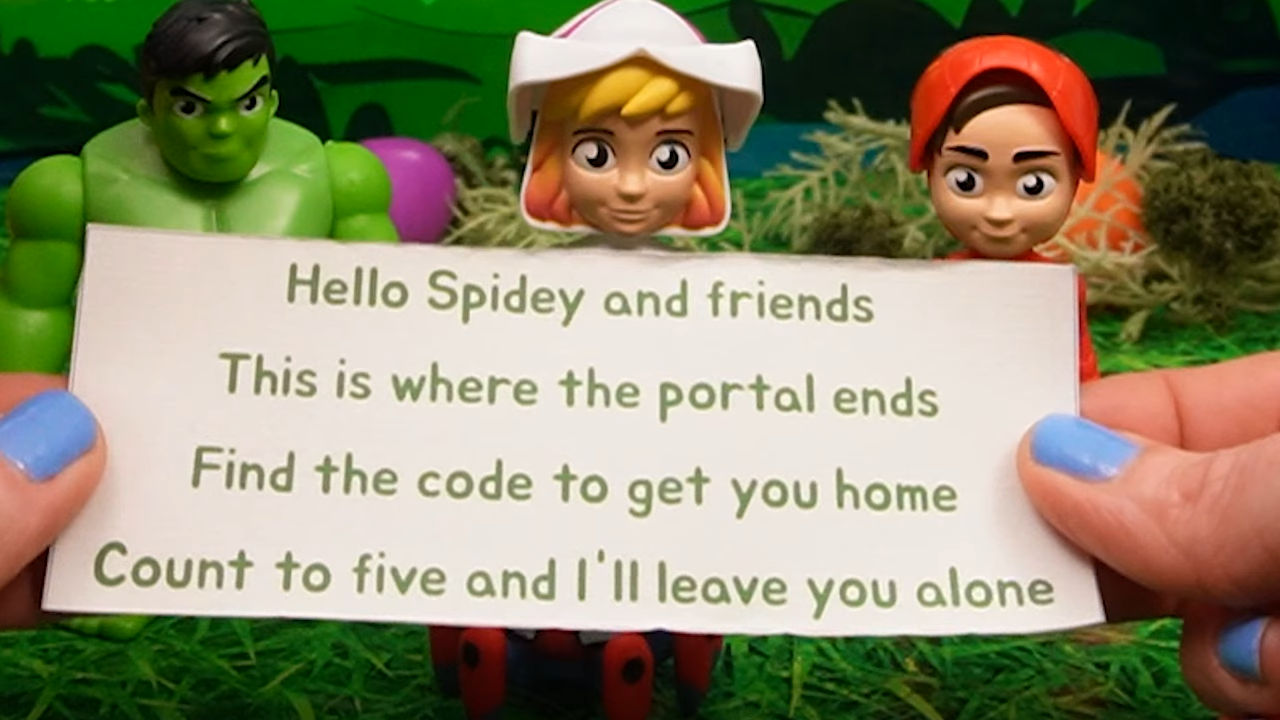 Hello Spidey and friends
This is where the portal ends
Find the code to get you home
Count to five and I'll leave you alone